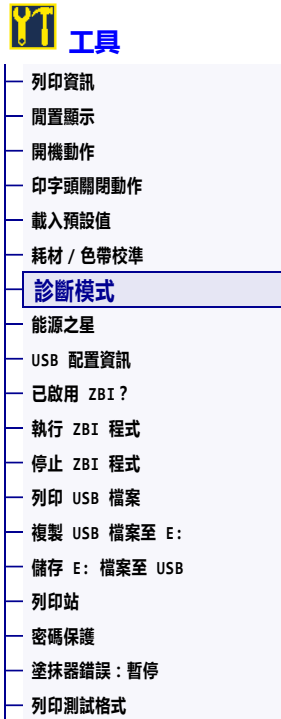 工具
列印資訊
閒置顯示
開機動作
印字頭關閉動作
載入預設值
耗材 / 色帶校準
診斷模式
能源之星
USB 配置資訊
已啟用 ZBI？
執行 ZBI 程式
停止 ZBI 程式
列印 USB 檔案
複製 USB 檔案至 E:
儲存 E: 檔案至 USB
列印站
密碼保護
塗抹器錯誤：暫停
列印測試格式